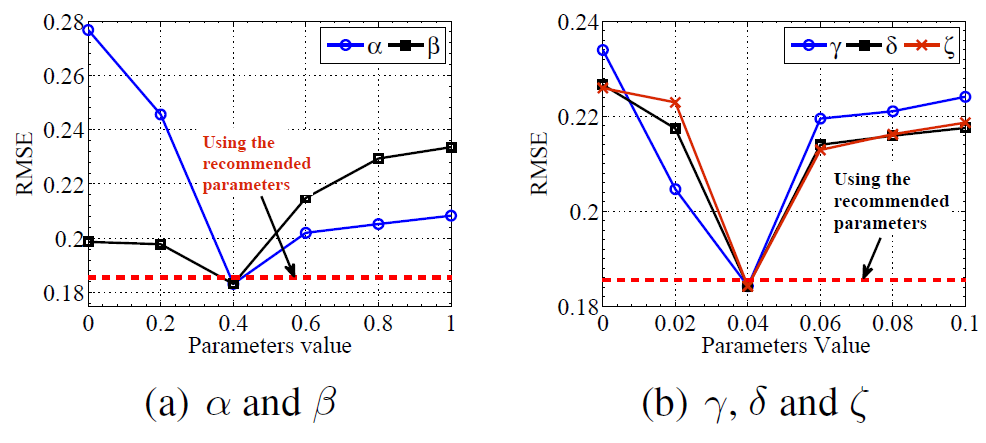 0.28
0.26
0.24
0.22
0.2
0.18
RMSE
α β
Using the
recommended
parameters
0 0.2 0.4 0.6 0.8 1
Parameters value
(a) α and β
0.24
0.22
0.2
0.18
RMSE
γ δ ζ
Using the
recommended
parameters
0 0.02 0.04 0.06 0.08 0.1
Parameters Value
(b) γ, δ and ζ